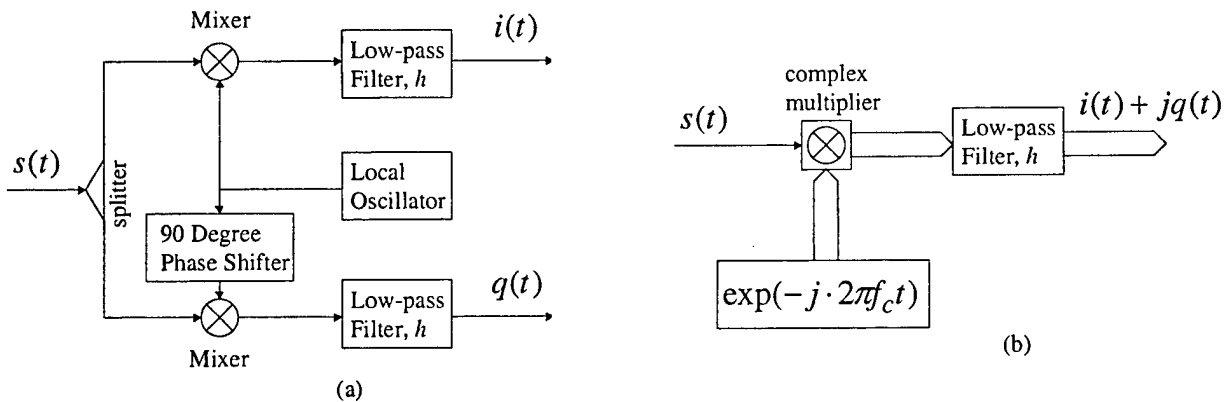 Mixer
i(t)
Low-pass
Filter, h
s(t)
splitter
Local
Oscillator
90 Degree
Phase Shifter
q(t)
Low-pass
Filter, h
Mixer
(a)
complex
multiplier
s(t)
i(t) + jq(t)
Low-pass
Filter, h
exp(−j · 2πf_c t)
(b)